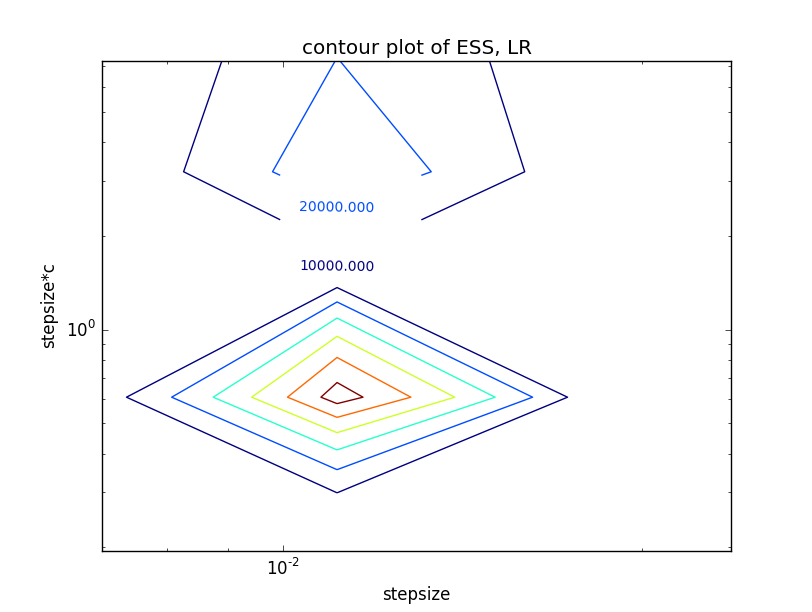 contour plot of ESS, LR
20000.000
10000.000
stepsize*c
10^0
10^-2
stepsize